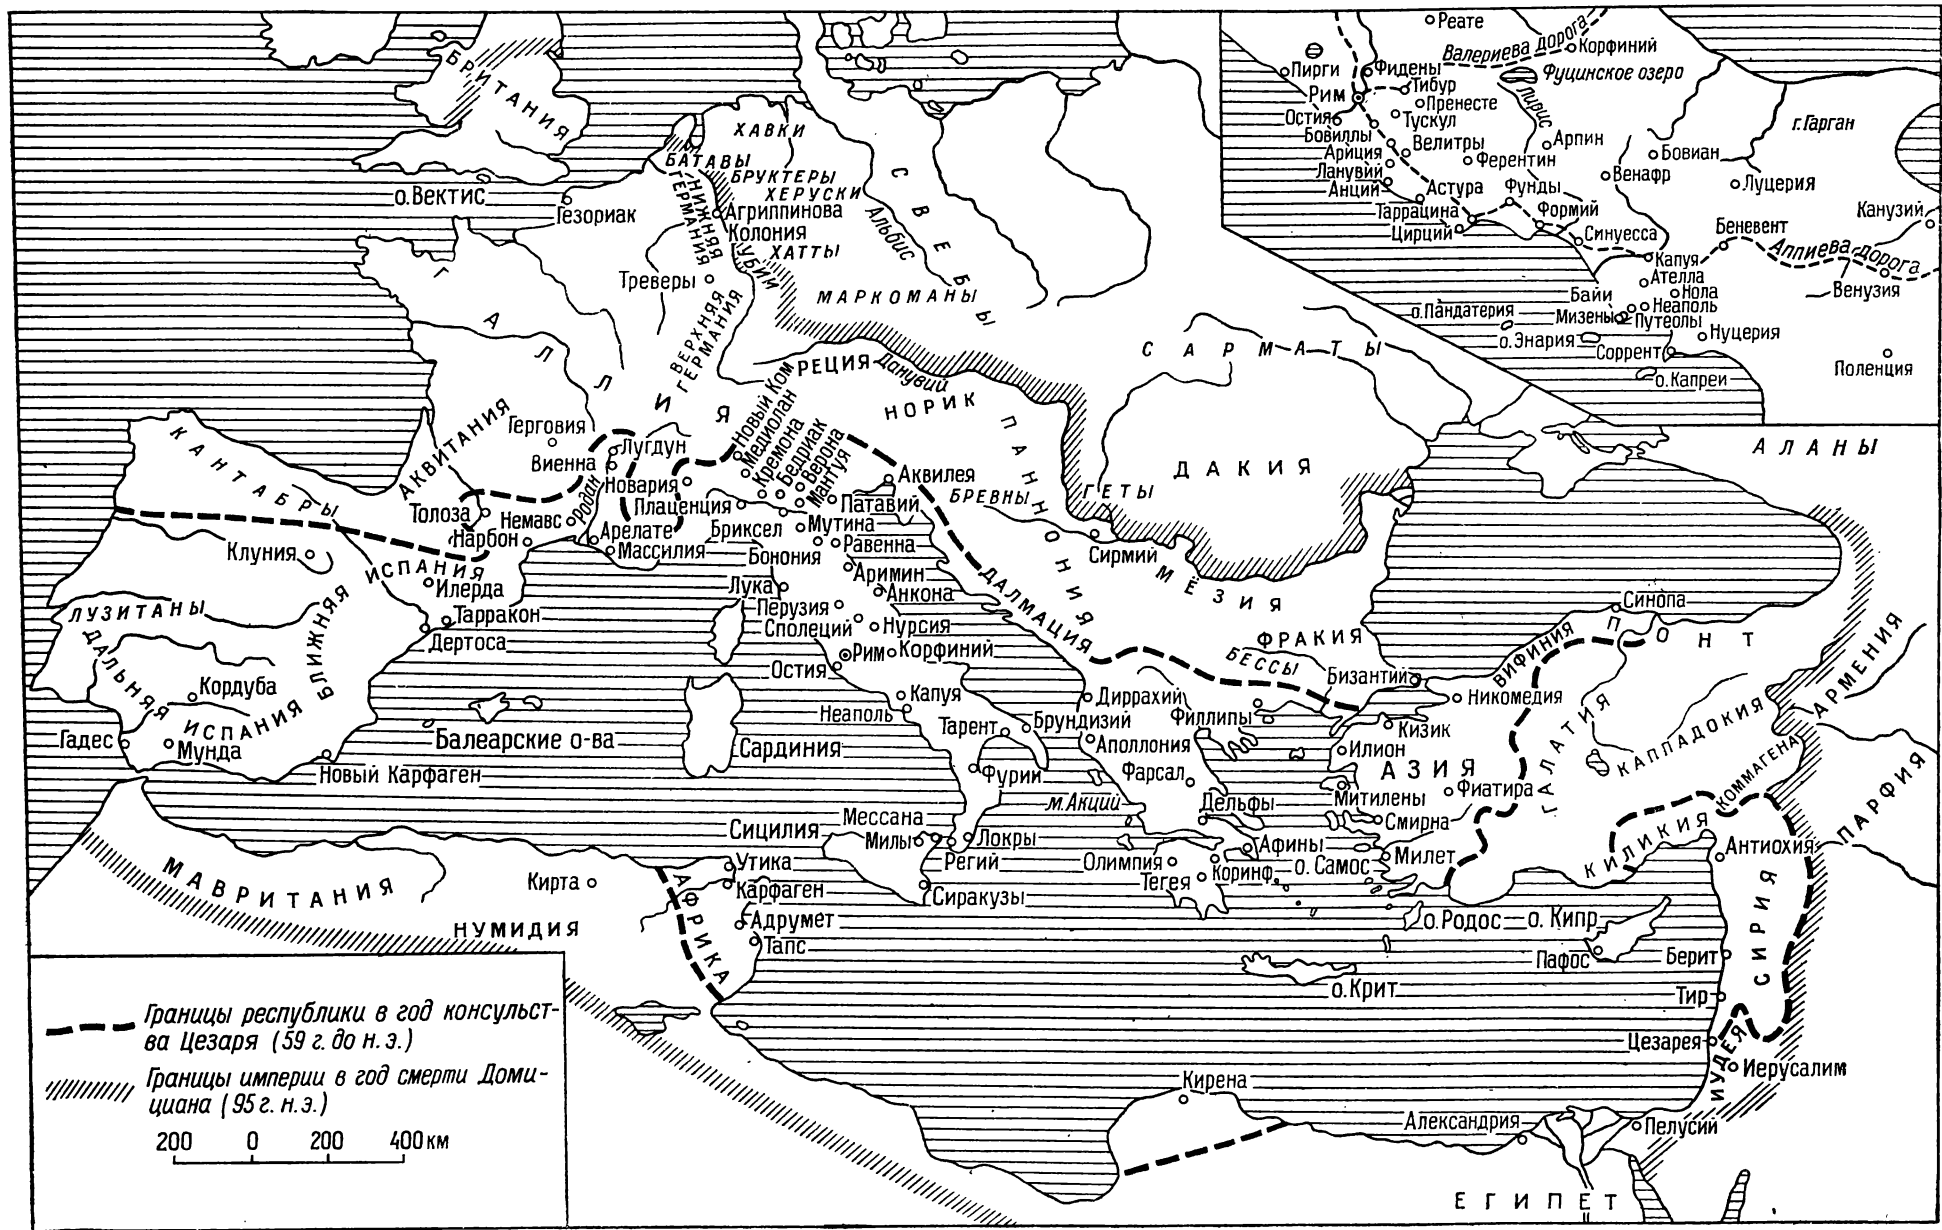 БРИТАНИЯ
о. Вектис
Гезориак
ХАВКИ
БАТАВЫ
БРУКТЕРЫ
ХЕРУСКИ
НИЖНЯЯ
ГЕРМАНИЯ
Агриппинова
Колония
УБИИ
ХАТТЫ
СВЕБЫ
Альбис
Треверы
МАРКОМАНЫ
ВЕРХНЯЯ
ГЕРМАНИЯ
ГАЛЛИЯ
РЕЦИЯ
Данувий
НОРИК
ПАННОНИЯ
САРМАТЫ
ДАКИЯ
ГЕТЫ
БРЕВНЫ
АЛАНЫ
АКВИТАНИЯ
Герговия
Виенна
Лугдун
Новария
Родан
Плаценция
Новый Ком
Медиолан
Кремона
Бедриак
Верона
Мантуя
Патавий
Аквилея
Бриксел
Мутина
Бонония
Равенна
Толоза
Немавс
Нарбон
Арелате
Массилия
КАНТАБРЫ
Клуния
ИСПАНИЯ
БЛИЖНЯЯ
Илерда
Тарракон
Дертоса
ЛУЗИТАНЫ
ДАЛЬНЯЯ
ИСПАНИЯ
Кордуба
Гадес
Мунда
Новый Карфаген
Балеарские о-ва
Лука
Аримин
Анкона
Перузия
Сполеций
Нурсия
Рим
Корфиний
Остия
Капуя
Неаполь
Тарент
Брундизий
Сардиния
Фурии
Сицилия
Мессана
Милы
Локры
Регий
Сиракузы
ДАЛМАЦИЯ
Сирмий
МЁЗИЯ
ФРАКИЯ
БЕССЫ
Византий
Диррахий
Филлипы
Аполлония
Фарсал
м. Акций
Дельфы
Афины
Олимпия
Коринф
Тегея
о. Самос
о. Крит
о. Родос
о. Кипр
Пафос
Синопа
ПОНТ
ВИФИНИЯ
Никомедия
Кизик
Илион
АЗИЯ
Митилены
Фиатира
Смирна
Милет
ГАЛАТИЯ
КАППАДОКИЯ
КОММАГЕНА
КИЛИКИЯ
АРМЕНИЯ
ПАРФИЯ
Антиохия
СИРИЯ
Берит
Тир
Цезарея
ИУДЕЯ
Иерусалим
Пелусий
Александрия
ЕГИПЕТ
Кирена
МАВРИТАНИЯ
НУМИДИЯ
Кирта
АФРИКА
Утика
Карфаген
Адрумет
Тапс
Реате
Валериева дорога
Корфиний
Пирги
Фидены
Фуцинское озеро
Тибур
Рим
Пренесте
Лирис
Остия
Тускул
г. Гарган
Бовиллы
Велитры
Арпин
Ариция
Ферентин
Бовиан
Ланувий
Анций
Астура
Фунды
Венафр
Луцерия
Таррацина
Формий
Канузий
Цирций
Синуесса
Беневент
Аппиева дорога
Капуя
Ателла
Байи
Нола
Неаполь
Венузия
о. Пандатерия
Мизены
Путеолы
о. Энария
Нуцерия
Соррент
о. Капреи
Поленция
Границы республики в год консульст-
ва Цезаря (59 г. до н. э.)
Границы империи в год смерти Доми-
циана (95 г. н. э.)
200 0 200 400 км